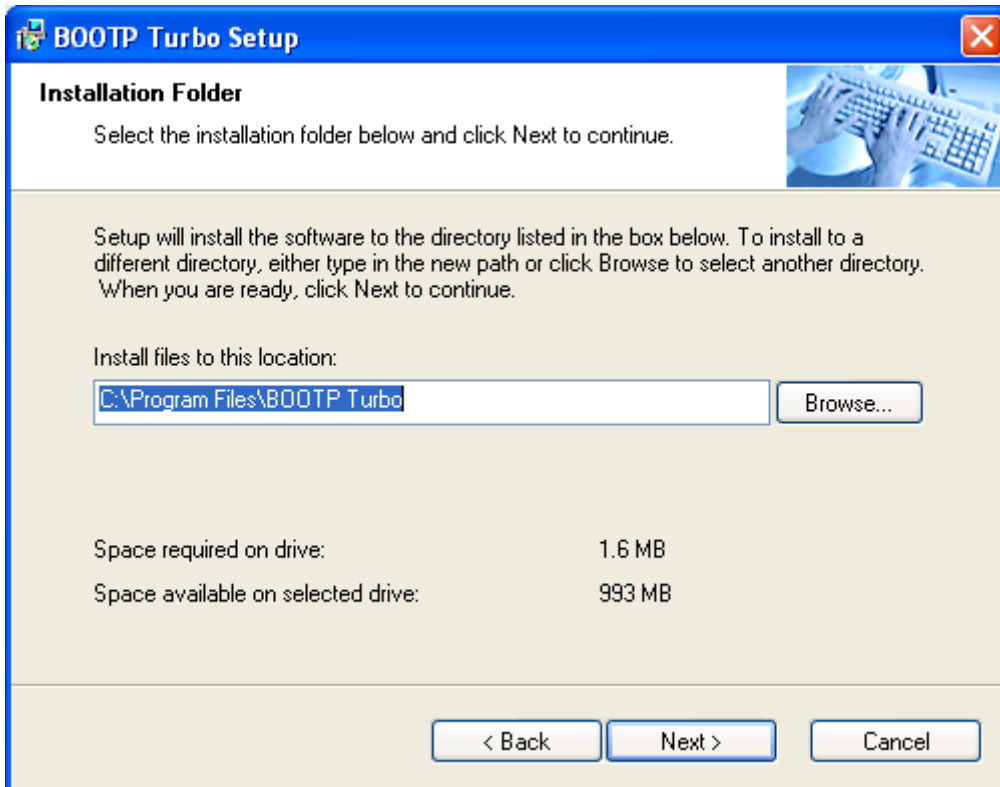 BOOTP Turbo Setup
Installation Folder
Select the installation folder below and click Next to continue.
Setup will install the software to the directory listed in the box below. To install to a
different directory, either type in the new path or click Browse to select another directory.
When you are ready, click Next to continue.
Install files to this location:
C:\Program Files\BOOTP Turbo
Browse...
Space required on drive: 1.6 MB
Space available on selected drive: 993 MB
< Back Next > Cancel